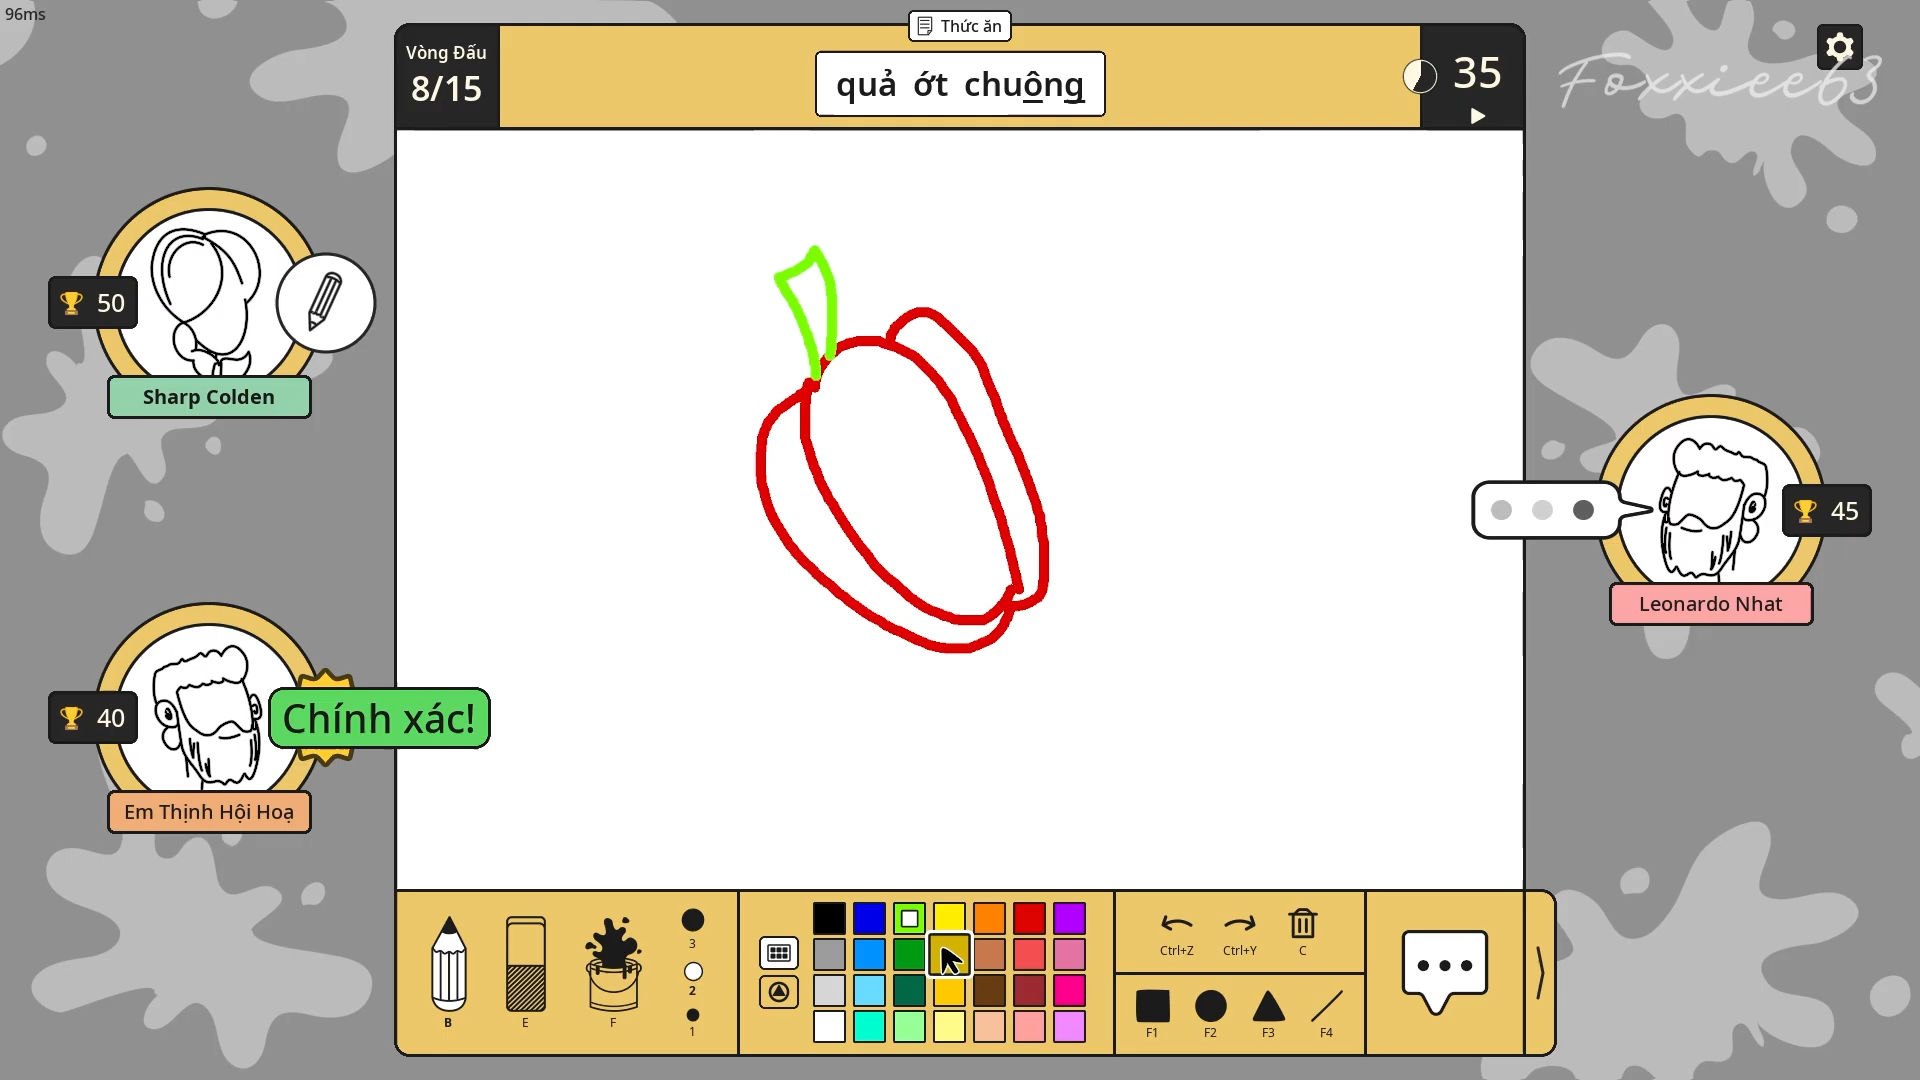 96ms
Thức ăn
Vòng Đấu
8/15
quả ớt chuông
35
Foxxiee63
50
Sharp Colden
45
Leonardo Nhat
40
Chính xác!
Em Thịnh Hội Hoạ
B
E
F
3
2
1
Ctrl+Z
Ctrl+Y
C
F1
F2
F3
F4